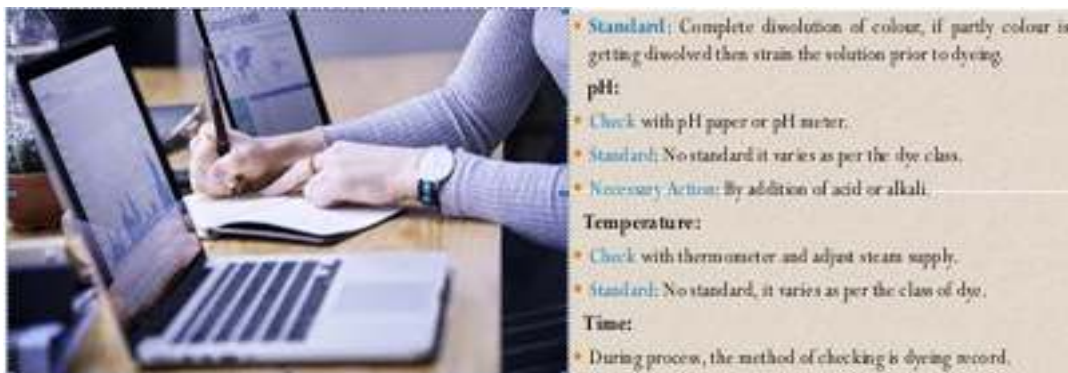 • Standard: Complete dissolution of colour, if partly colour is
getting dissolved then strain the solution prior to dyeing.
pH:
• Check with pH paper or pH meter.
• Standard: No standard it varies as per the dye class.
• Necessary Action: By addition of acid or alkali.
Temperature:
• Check with thermometer and adjust steam supply.
• Standard: No standard, it varies as per the class of dye.
Time:
• During process, the method of checking is dyeing record.